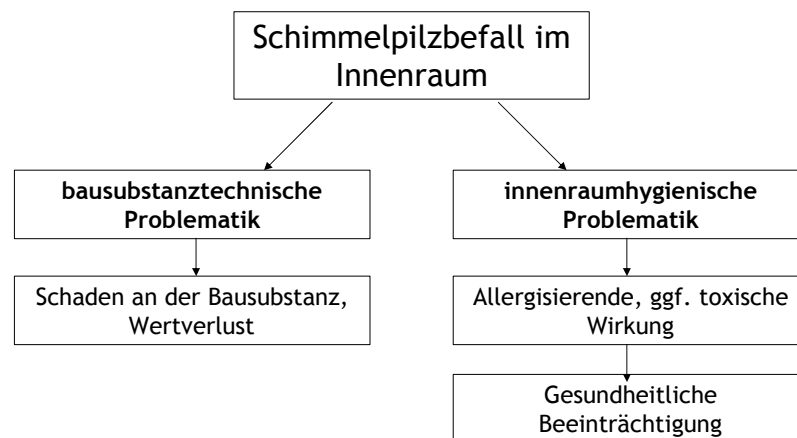 Schimmelpilzbefall im
Innenraum
bausubstanztechnische
Problematik
innenraumhygienische
Problematik
Schaden an der Bausubstanz,
Wertverlust
Allergisierende, ggf. toxische
Wirkung
Gesundheitliche
Beeinträchtigung